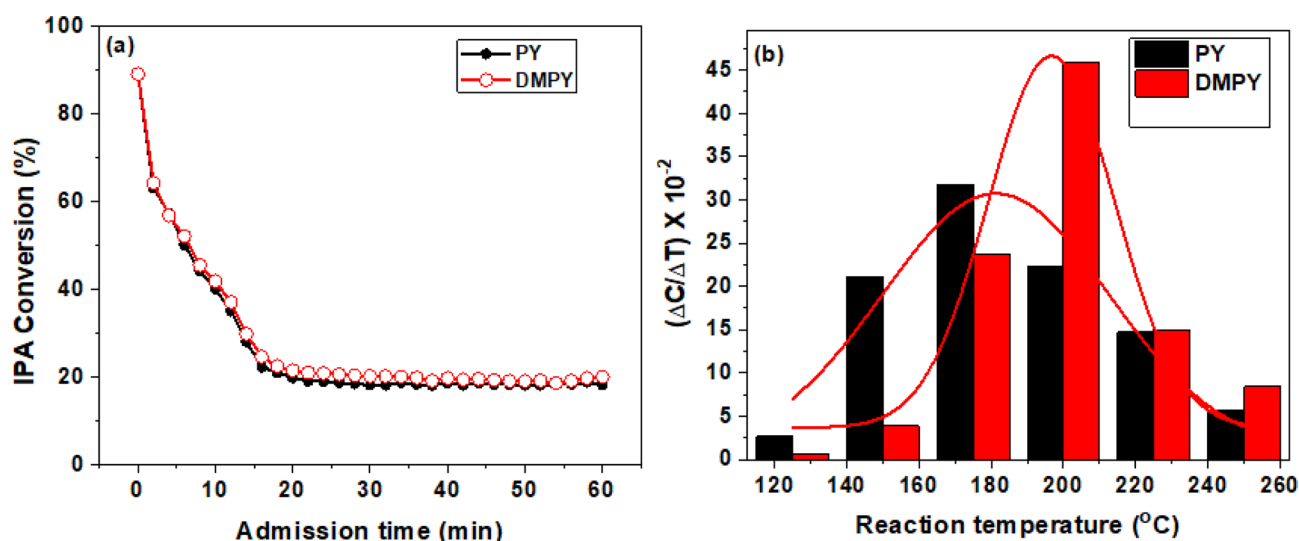 (a)
PY
DMPY
IPA Conversion (%)
100
80
60
40
20
0
0 10 20 30 40 50 60
Admission time (min)
(b)
PY
DMPY
(ΔC/ΔT) X 10⁻²
45
40
35
30
25
20
15
10
5
0
120 140 160 180 200 220 240 260
Reaction temperature (⁰C)